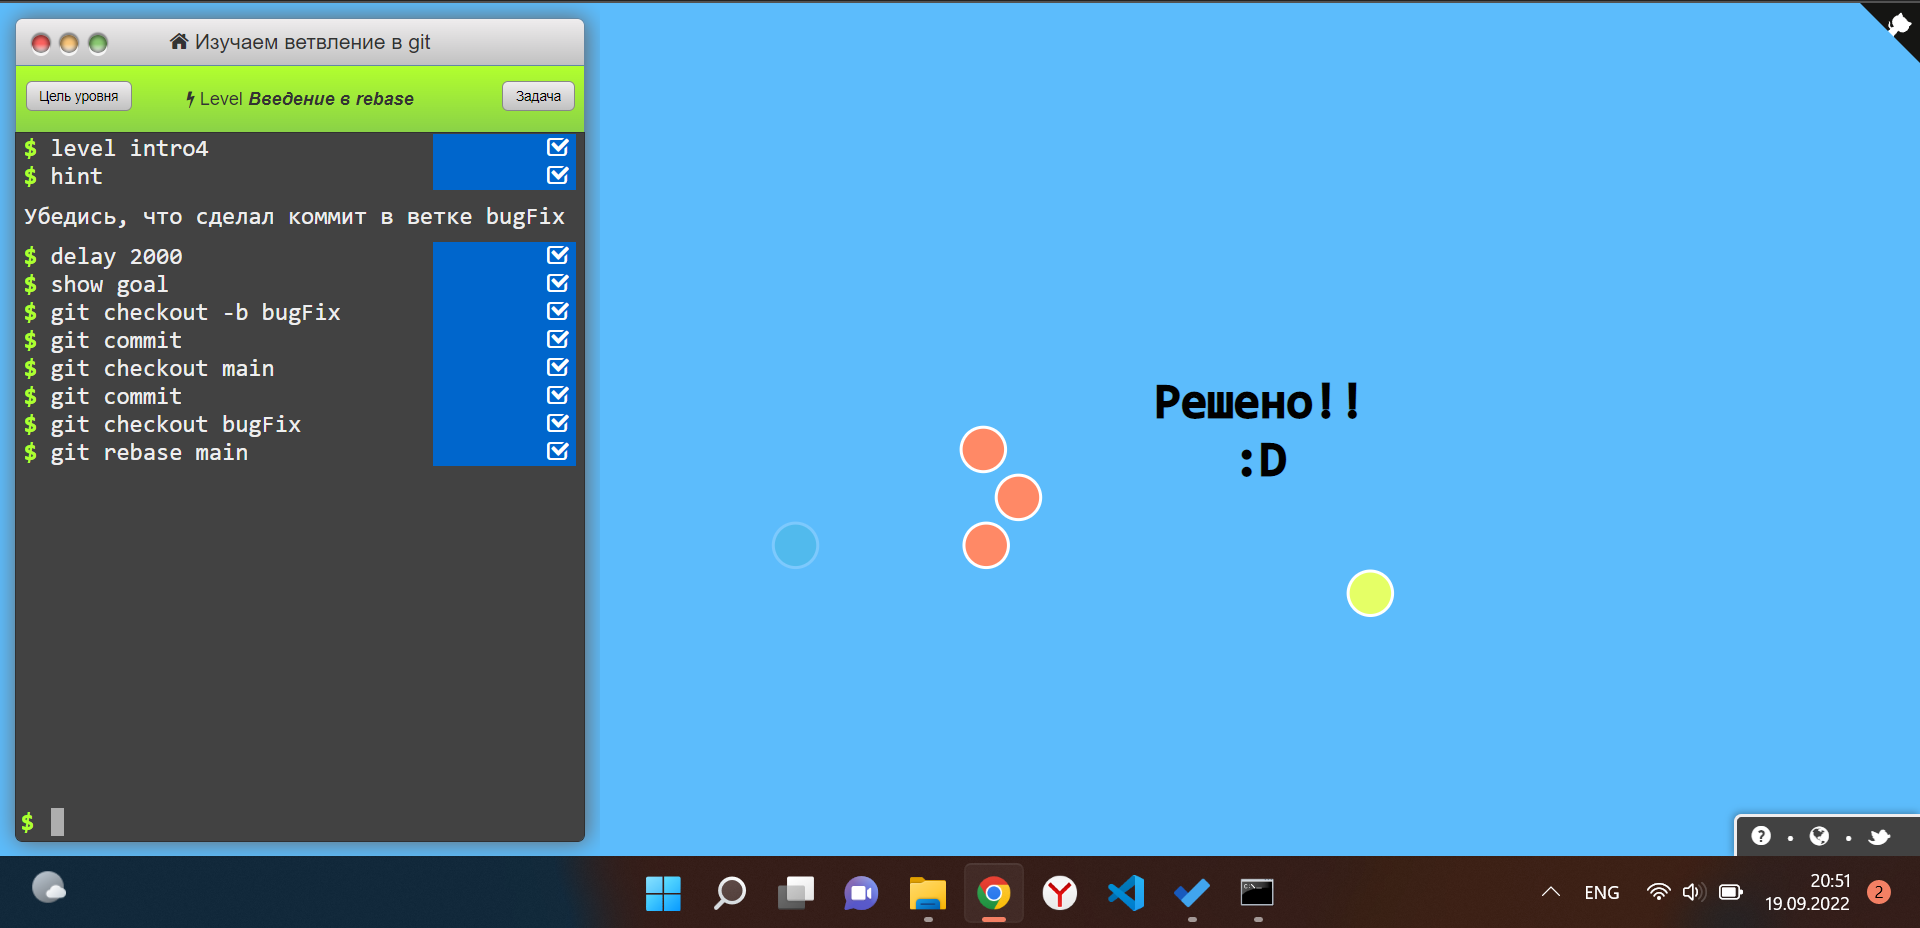 Изучаем ветвление в git
Цель уровня
Level Введение в rebase
Задача
$ level intro4
$ hint
Убедись, что сделал коммит в ветке bugFix
$ delay 2000
$ show goal
$ git checkout -b bugFix
$ git commit
$ git checkout main
$ git commit
$ git checkout bugFix
$ git rebase main
$
Решено!!
:D
ENG
20:51
19.09.2022
2